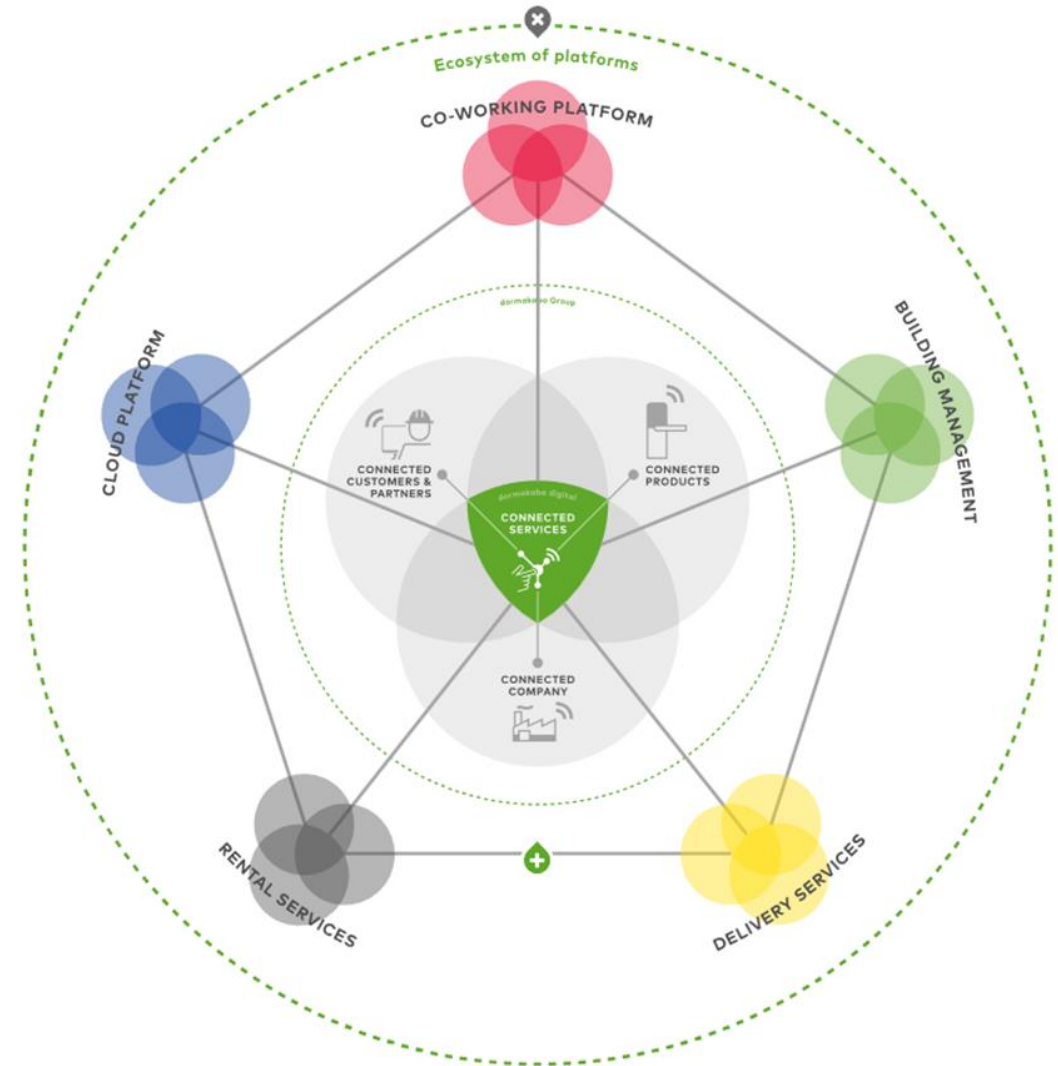 Ecosystem of platforms
CO-WORKING PLATFORM
dormakaba Group
BUILDING MANAGEMENT
CLOUD PLATFORM
CONNECTED
CUSTOMERS &
PARTNERS
CONNECTED
PRODUCTS
dormakaba digital
CONNECTED
SERVICES
CONNECTED
COMPANY
RENTAL SERVICES
DELIVERY SERVICES